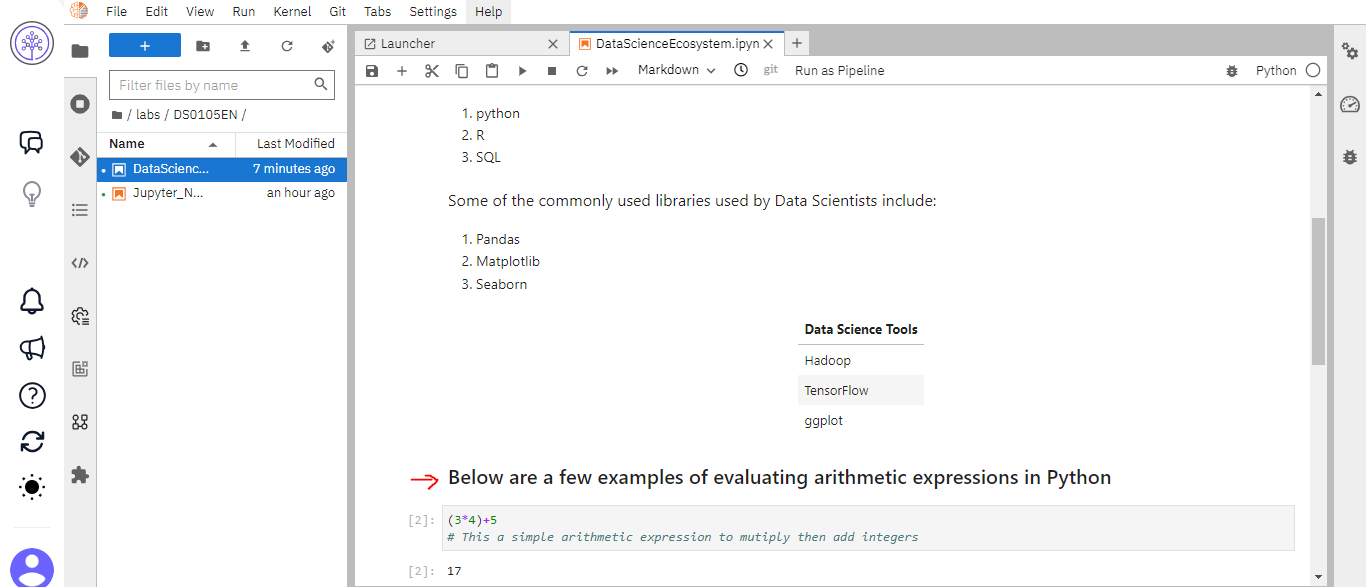 File Edit View Run Kernel Git Tabs Settings Help
+
Launcher
DataScienceEcosystem.ipyn
Markdown
git
Run as Pipeline
Python
Filter files by name
/ labs / DS0105EN /
Name Last Modified
DataScienc... 7 minutes ago
Jupyter_N... an hour ago
1. python
2. R
3. SQL
Some of the commonly used libraries used by Data Scientists include:
1. Pandas
2. Matplotlib
3. Seaborn
Data Science Tools
Hadoop
TensorFlow
ggplot
Below are a few examples of evaluating arithmetic expressions in Python
[2]: (3*4)+5
# This a simple arithmetic expression to mutiply then add integers
[2]: 17